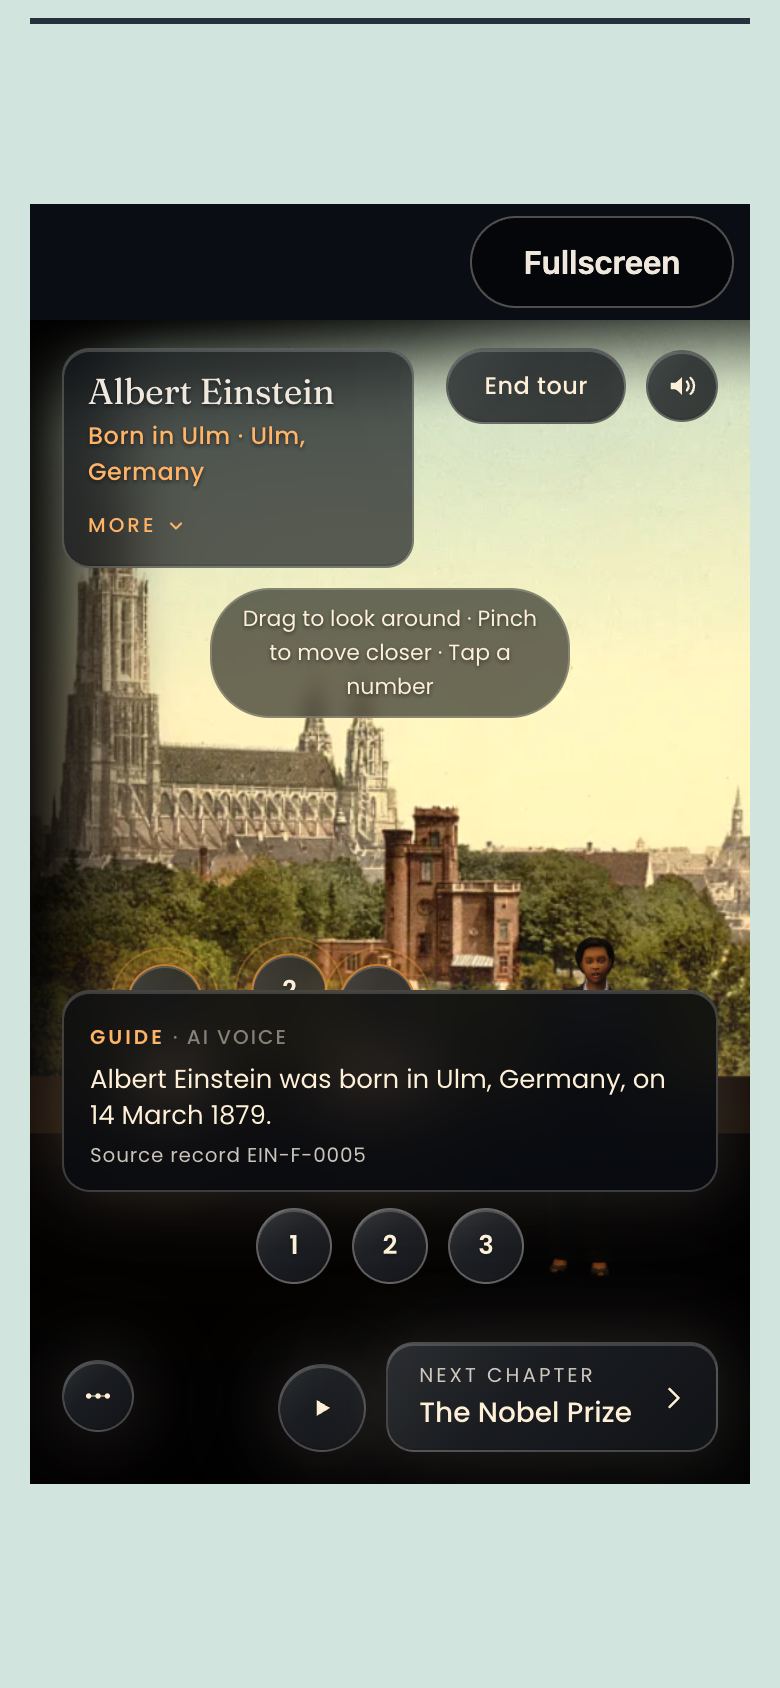 Fullscreen
Albert Einstein
Born in Ulm · Ulm,
Germany
MORE
End tour
Drag to look around · Pinch
to move closer · Tap a
number
2
GUIDE · AI VOICE
Albert Einstein was born in Ulm, Germany, on
14 March 1879.
Source record EIN-F-0005
1 2 3
NEXT CHAPTER
The Nobel Prize